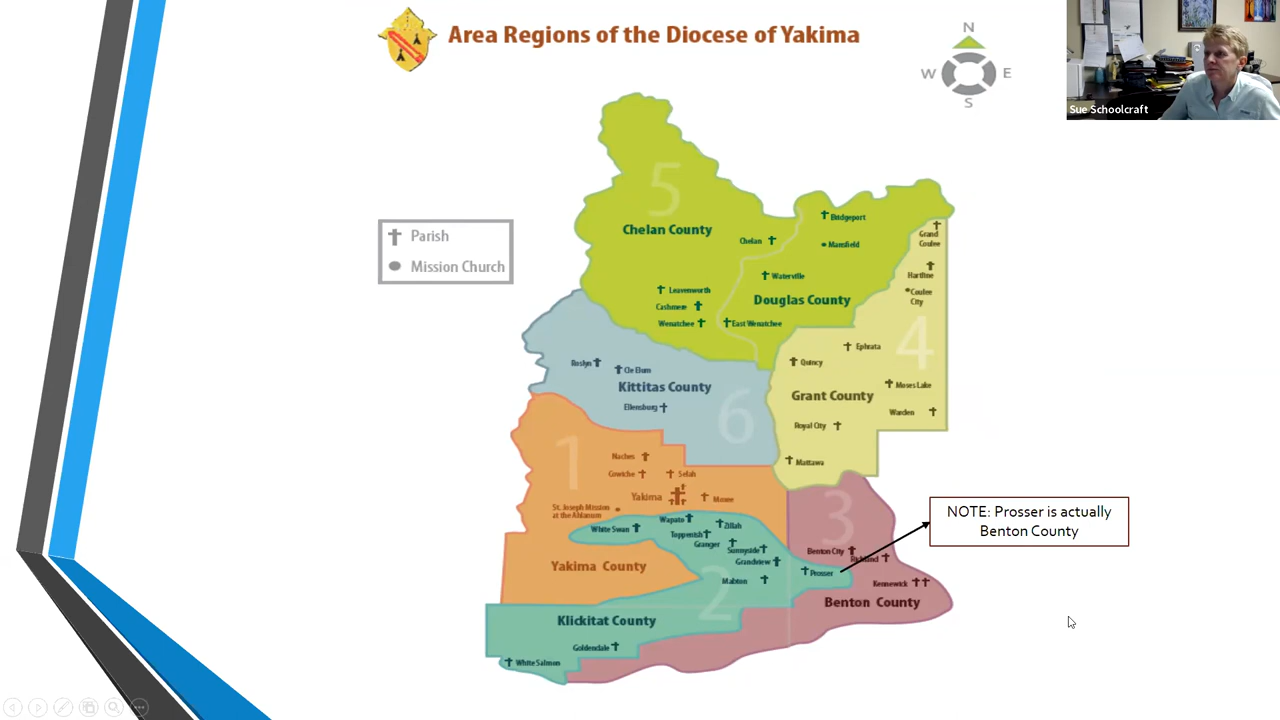 Area Regions of the Diocese of Yakima
N
W
E
S
Sue Schoolcraft
Parish
Mission Church
5
Chelan County
Chelan
Bridgeport
Mansfield
Waterville
Leavenworth
Douglas County
Cashmere
Wenatchee
East Wenatchee
Grand
Coulee
Hartline
Coulee
City
4
Ephrata
Quincy
Moses Lake
Grant County
Warden
Royal City
Mattawa
Roslyn
Cle Elum
Kittitas County
Ellensburg
6
1
Naches
Cowiche
Selah
Yakima
Moxee
St. Joseph Mission
at the Ahtanum
White Swan
Wapato
Zillah
Toppenish
Granger
Sunnyside
Grandview
Mabton
Yakima County
2
Prosser
3
Benton City
Richland
Kennewick
Benton County
NOTE: Prosser is actually
Benton County
Klickitat County
Goldendale
White Salmon